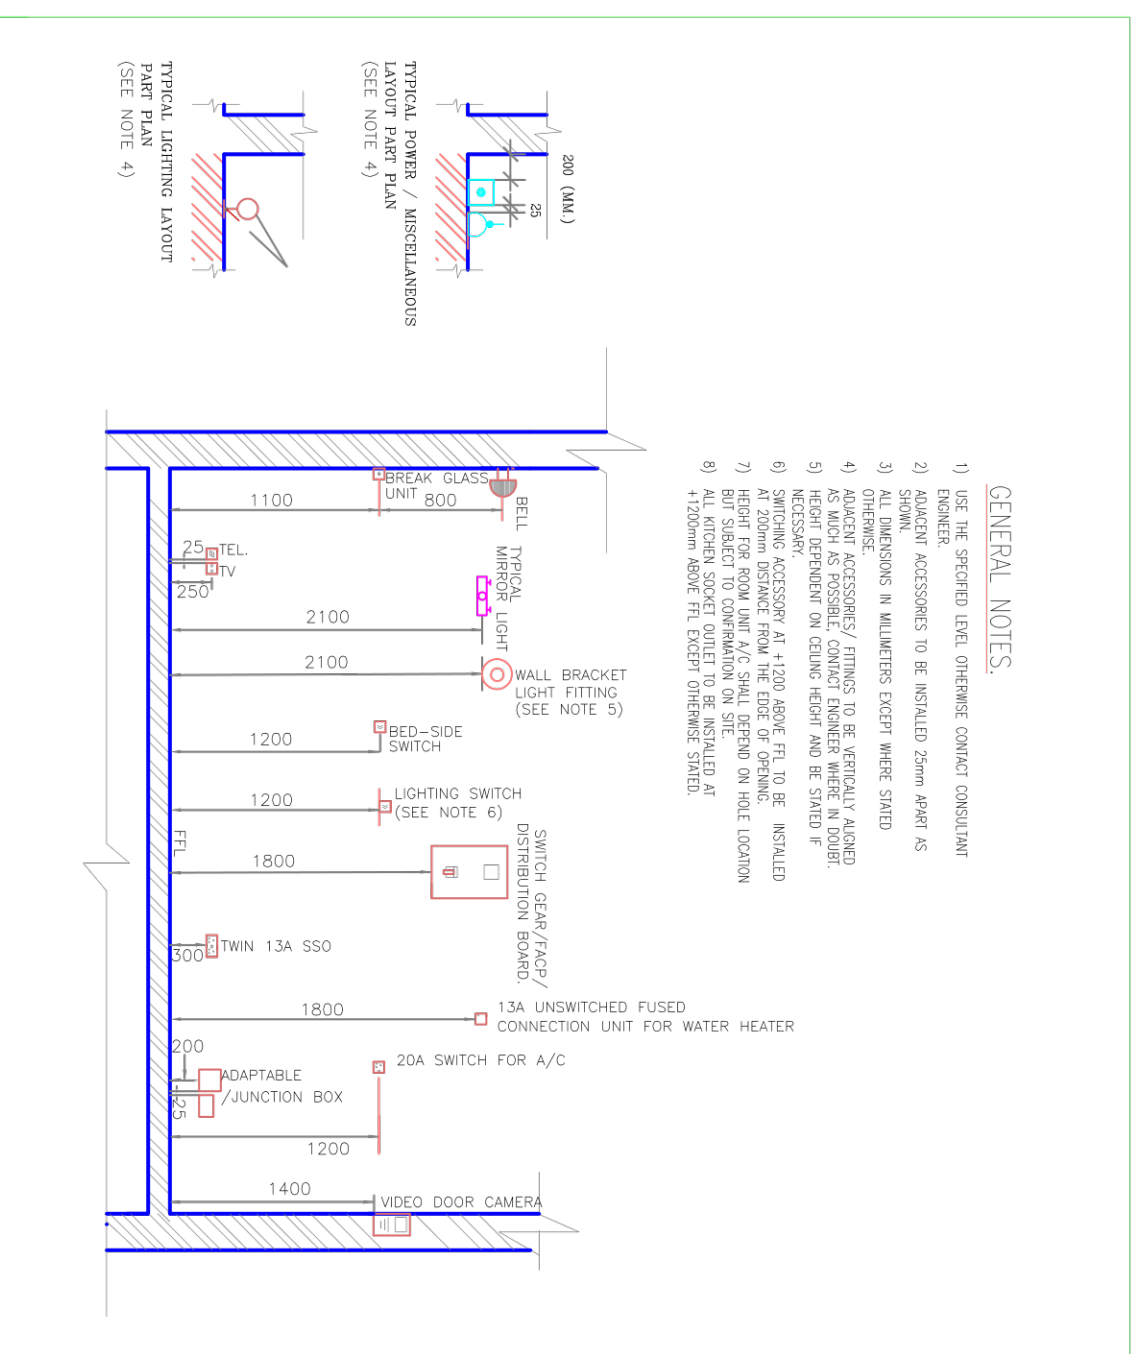 GENERAL NOTES.
1) USE THE SPECIFIED LEVEL OTHERWISE CONTACT CONSULTANT
ENGINEER.
2) ADJACENT ACCESSORIES TO BE INSTALLED 25mm APART AS
SHOWN.
3) ALL DIMENSIONS IN MILLIMETERS EXCEPT WHERE STATED
OTHERWISE.
4) ADJACENT ACCESSORIES/ FITTINGS TO BE VERTICALLY ALIGNED
AS MUCH AS POSSIBLE, CONTACT ENGINEER WHERE IN DOUBT.
5) HEIGHT DEPENDENT ON CEILING HEIGHT AND BE STATED IF
NECESSARY.
6) SWITCHING ACCESSORY AT +1200 ABOVE FFL TO BE INSTALLED
AT 200mm DISTANCE FROM THE EDGE OF OPENING.
7) HEIGHT FOR ROOM UNIT A/C SHALL DEPEND ON HOLE LOCATION
BUT SUBJECT TO CONFIRMATION ON SITE.
8) ALL KITCHEN SOCKET OUTLET TO BE INSTALLED AT
+1200mm ABOVE FFL EXCEPT OTHERWISE STATED.
200 (MM.)
25
TYPICAL POWER / MISCELLANEOUS
LAYOUT PART PLAN
(SEE NOTE 4)
TYPICAL LIGHTING LAYOUT
PART PLAN
(SEE NOTE 4)
BREAK GLASS
UNIT
1100
800
BELL
25
TEL.
TV
250
TYPICAL
MIRROR LIGHT
2100
2100
WALL BRACKET
LIGHT FITTING
(SEE NOTE 5)
BED-SIDE
SWITCH
1200
LIGHTING SWITCH
(SEE NOTE 6)
1200
FFL
1800
SWITCH GEAR/FACP/
DISTRIBUTION BOARD.
TWIN 13A SSO
300
1800
13A UNSWITCHED FUSED
CONNECTION UNIT FOR WATER HEATER
200
20A SWITCH FOR A/C
ADAPTABLE
/JUNCTION BOX
25
1200
1400
VIDEO DOOR CAMERA